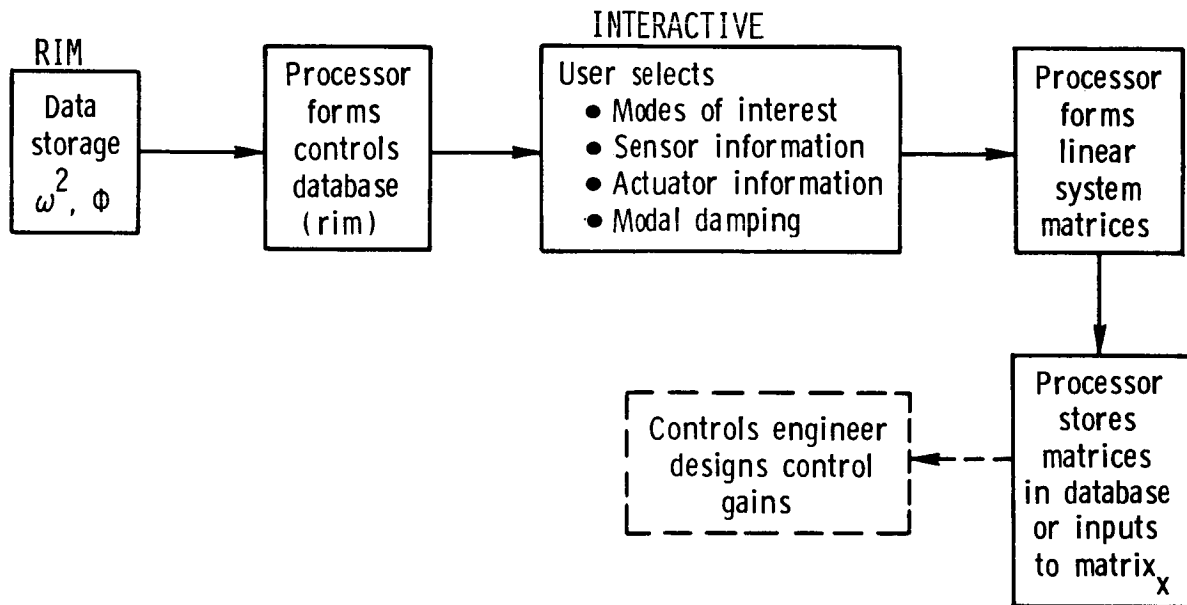 RIM
Data
storage
ω², Φ
Processor
forms
controls
database
(rim)
INTERACTIVE
User selects
● Modes of interest
● Sensor information
● Actuator information
● Modal damping
Processor
forms
linear
system
matrices
Processor
stores
matrices
in database
or inputs
to matrixₓ
Controls engineer
designs control
gains